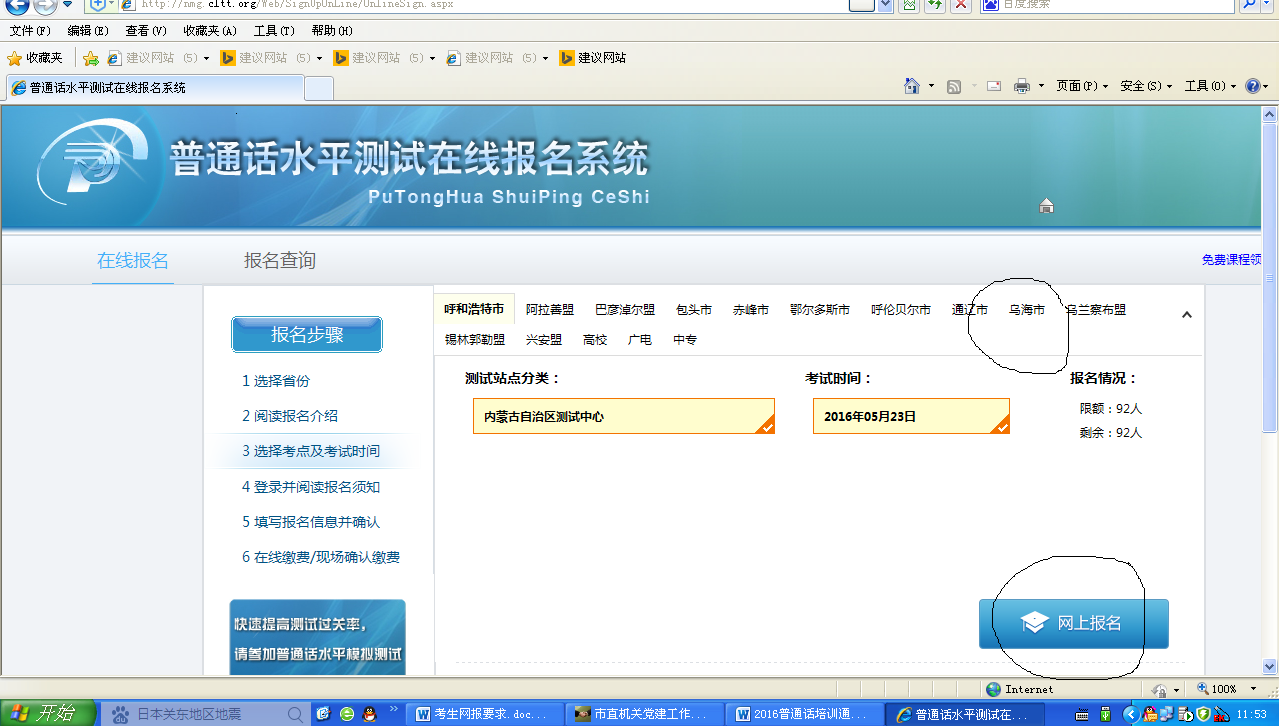 http://nmg.cltt.org/Web/SignUpOnLine/OnLineSign.aspx
百度搜索
文件(F) 编辑(E) 查看(V) 收藏夹(A) 工具(T) 帮助(H)
收藏夹 建议网站 (5) 建议网站 (5) 建议网站 (5) 建议网站 (5) 建议网站
普通话水平测试在线报名系统
页面(P) 安全(S) 工具(O)
普通话水平测试在线报名系统
PuTongHua ShuiPing CeShi
在线报名 报名查询
免费课程领
报名步骤
1 选择省份
2 阅读报名介绍
3 选择考点及考试时间
4 登录并阅读报名须知
5 填写报名信息并确认
6 在线缴费/现场确认缴费
快速提高测试过关率，
请参加普通话水平模拟测试
呼和浩特市 阿拉善盟 巴彦淖尔盟 包头市 赤峰市 鄂尔多斯市 呼伦贝尔市 通辽市 乌海市 乌兰察布盟
锡林郭勒盟 兴安盟 高校 广电 中专
测试站点分类： 考试时间： 报名情况：
内蒙古自治区测试中心 2016年05月23日
限额：92人
剩余：92人
网上报名
Internet 100%
开始 日本关东地区地震 考生网报要求.doc... 市直机关党建工作... 2016普通话培训通... 普通话水平测试在... 11:53